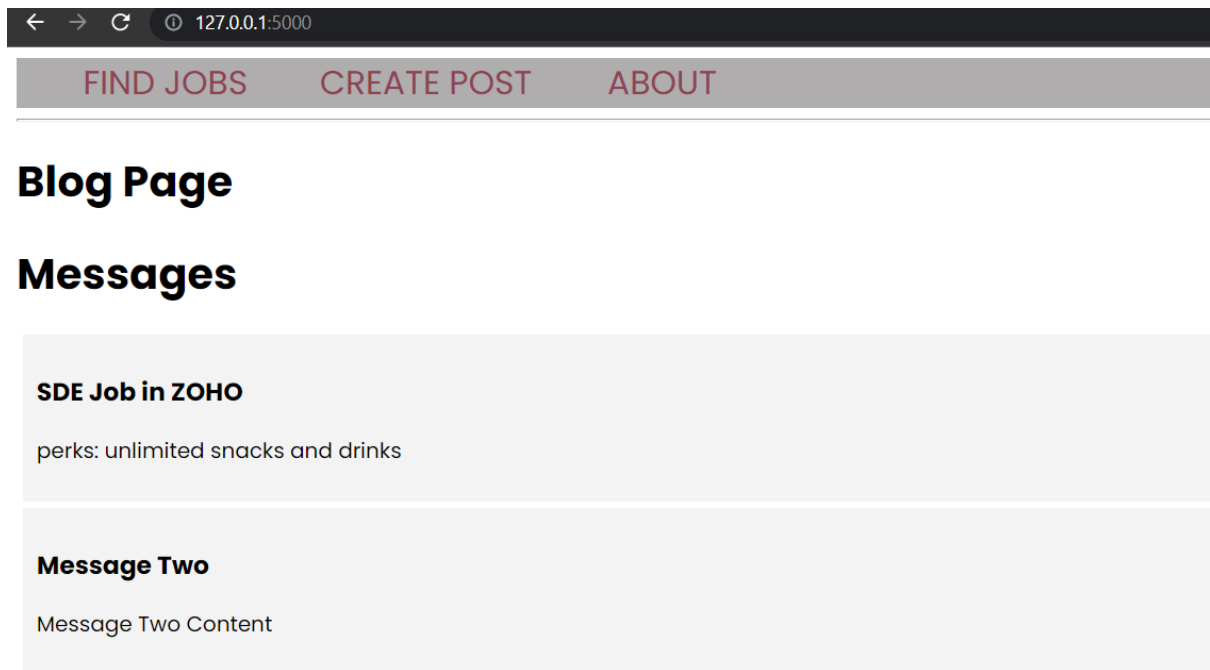 127.0.0.1:5000
FIND JOBS CREATE POST ABOUT
Blog Page
Messages
SDE Job in ZOHO
perks: unlimited snacks and drinks
Message Two
Message Two Content